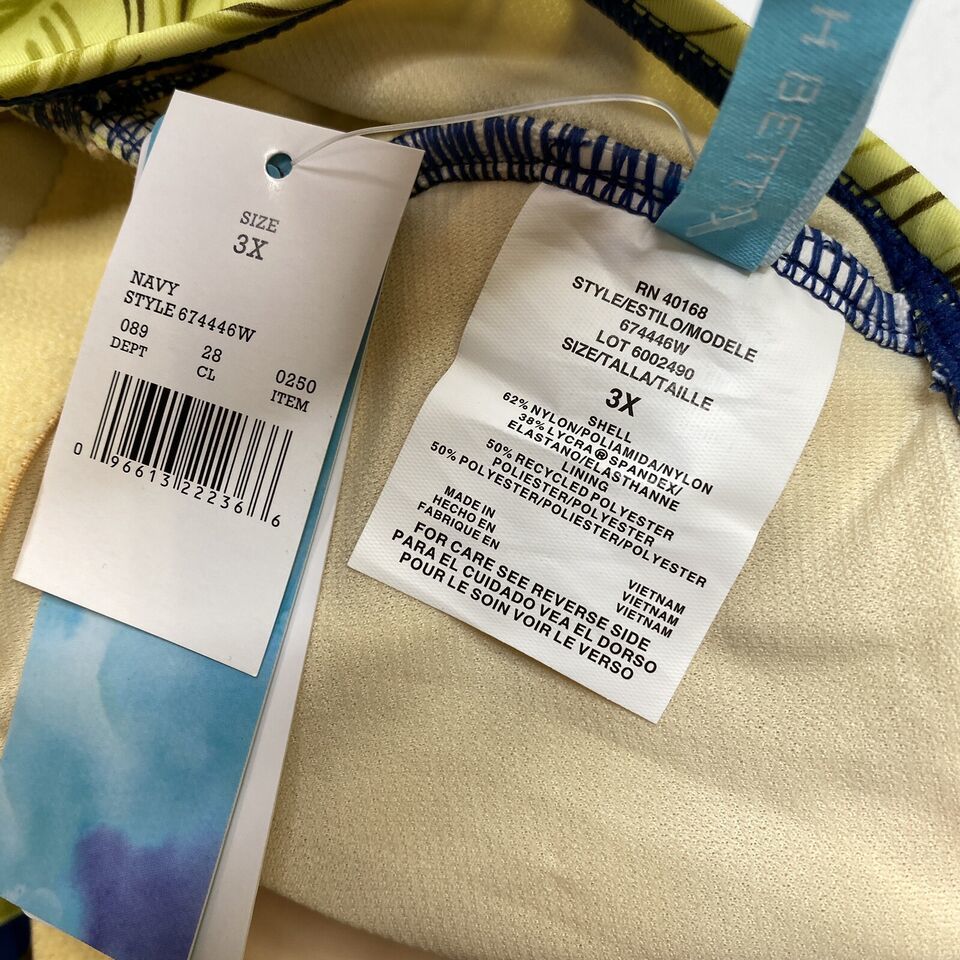 SIZE
3X
NAVY
STYLE 674446W
089 28 0250
DEPT CL ITEM
0 96613 22236 6
H BETTA
RN 40168
STYLE/ESTILO/MODELE
674446W
LOT 6002490
SIZE/TALLA/TAILLE
3X
SHELL
62% NYLON/POLIAMIDA/NYLON
38% LYCRA® SPANDEX/
ELASTANO/ELASTHANNE
LINING
50% RECYCLED POLYESTER
POLIESTER/POLYESTER
50% POLYESTER/POLIESTER/POLYESTER
MADE IN VIETNAM
HECHO EN VIETNAM
FABRIQUE EN VIETNAM
FOR CARE SEE REVERSE SIDE
PARA EL CUIDADO VEA EL DORSO
POUR LE SOIN VOIR LE VERSO